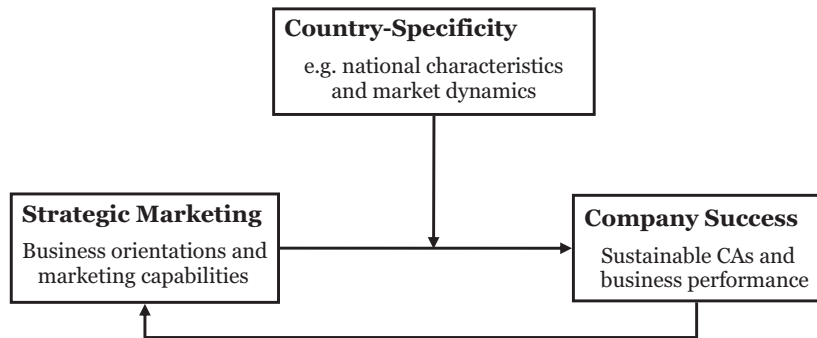 Country-Specificity
e.g. national characteristics
and market dynamics
Strategic Marketing
Business orientations and
marketing capabilities
Company Success
Sustainable CAs and
business performance